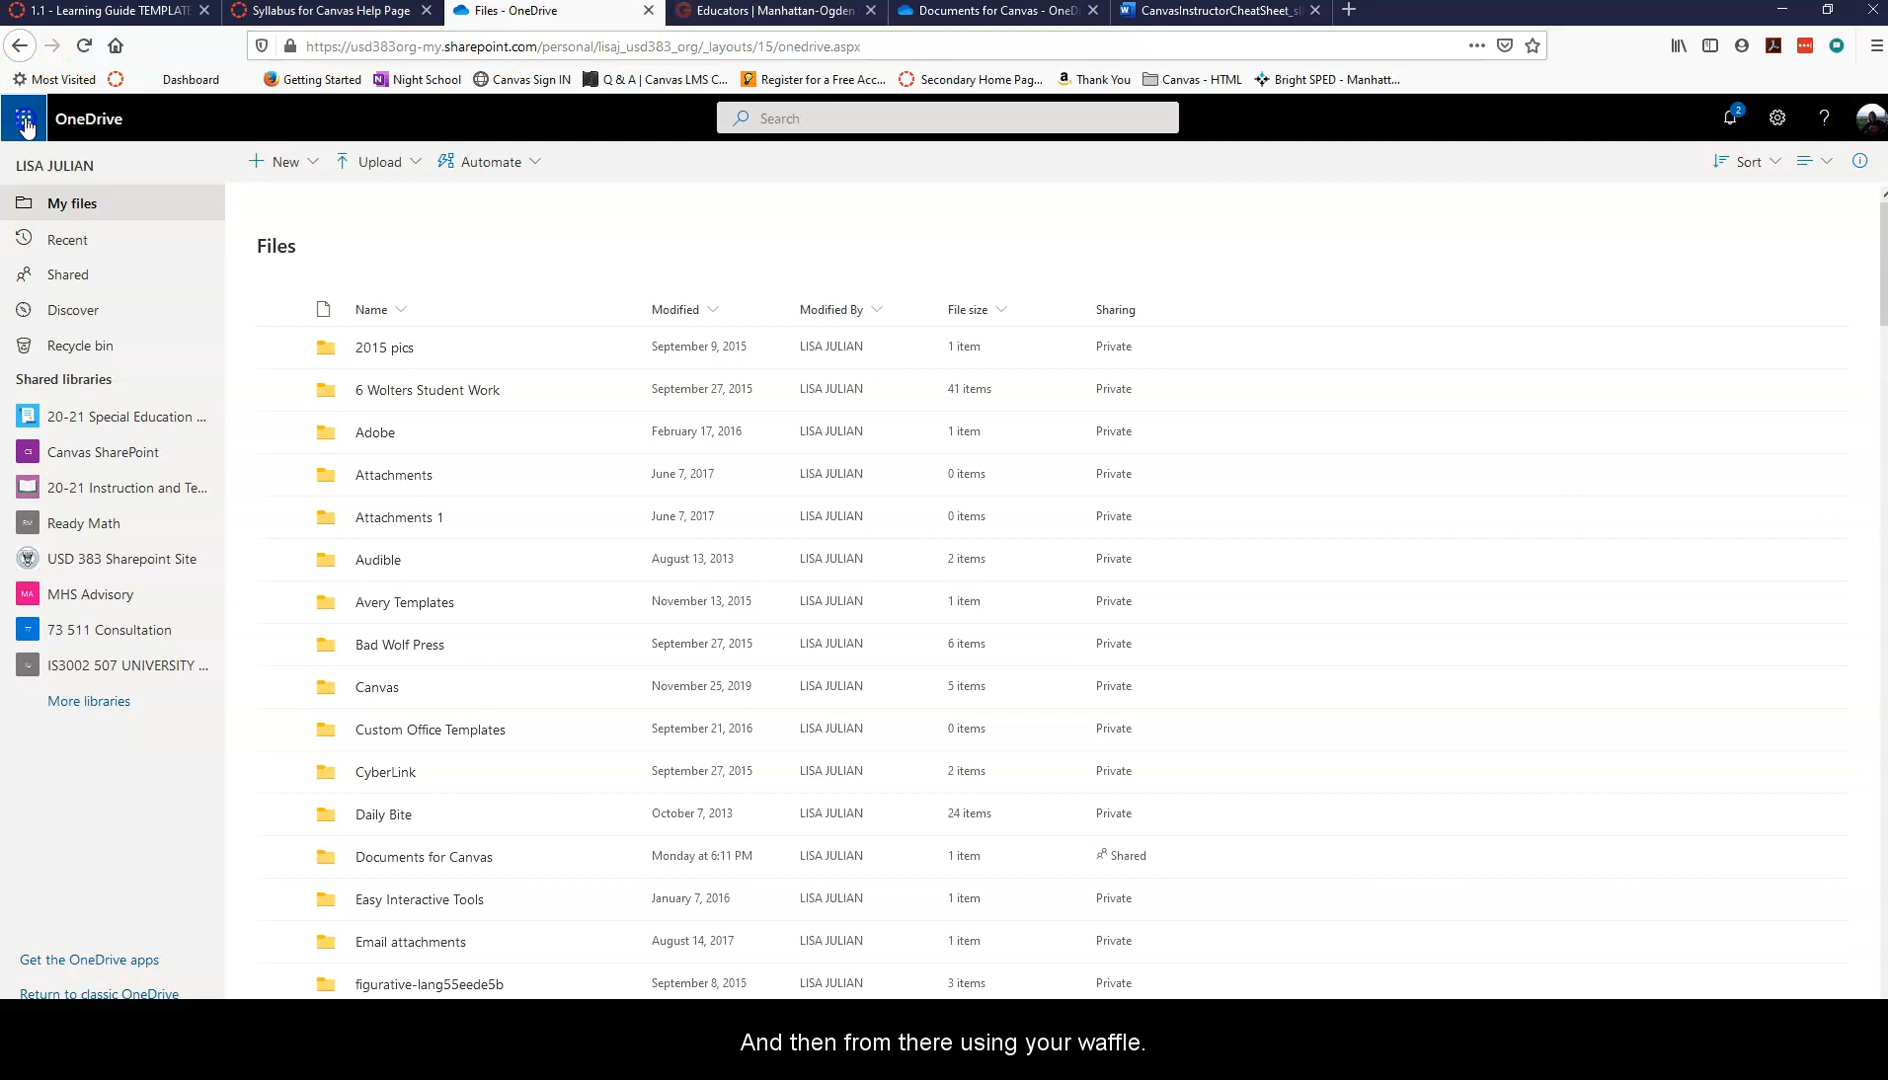 1.1 - Learning Guide TEMPLATE
Syllabus for Canvas Help Page
Files - OneDrive
Educators | Manhattan-Ogden
Documents for Canvas - OneD
CanvasInstructorCheatSheet_s
https://usd383org-my.sharepoint.com/personal/lisaj_usd383_org/_layouts/15/onedrive.aspx
Most Visited
Dashboard
Getting Started
Night School
Canvas Sign IN
Q & A | Canvas LMS C...
Register for a Free Acc...
Secondary Home Pag...
Thank You
Canvas - HTML
Bright SPED - Manhatt...
OneDrive
Search
2
?
LISA JULIAN
New
Upload
Automate
Sort
My files
Recent
Shared
Discover
Recycle bin
Shared libraries
20-21 Special Education ...
CS Canvas SharePoint
20-21 Instruction and Te...
RM Ready Math
USD 383 Sharepoint Site
MA MHS Advisory
73 511 Consultation
IS3002 507 UNIVERSITY ...
More libraries
Get the OneDrive apps
Return to classic OneDrive
Files
Name Modified Modified By File size Sharing
2015 pics September 9, 2015 LISA JULIAN 1 item Private
6 Wolters Student Work September 27, 2015 LISA JULIAN 41 items Private
Adobe February 17, 2016 LISA JULIAN 1 item Private
Attachments June 7, 2017 LISA JULIAN 0 items Private
Attachments 1 June 7, 2017 LISA JULIAN 0 items Private
Audible August 13, 2013 LISA JULIAN 2 items Private
Avery Templates November 13, 2015 LISA JULIAN 1 item Private
Bad Wolf Press September 27, 2015 LISA JULIAN 6 items Private
Canvas November 25, 2019 LISA JULIAN 5 items Private
Custom Office Templates September 21, 2016 LISA JULIAN 0 items Private
CyberLink September 27, 2015 LISA JULIAN 2 items Private
Daily Bite October 7, 2013 LISA JULIAN 24 items Private
Documents for Canvas Monday at 6:11 PM LISA JULIAN 1 item Shared
Easy Interactive Tools January 7, 2016 LISA JULIAN 1 item Private
Email attachments August 14, 2017 LISA JULIAN 1 item Private
figurative-lang55eede5b September 8, 2015 LISA JULIAN 3 items Private
And then from there using your waffle.